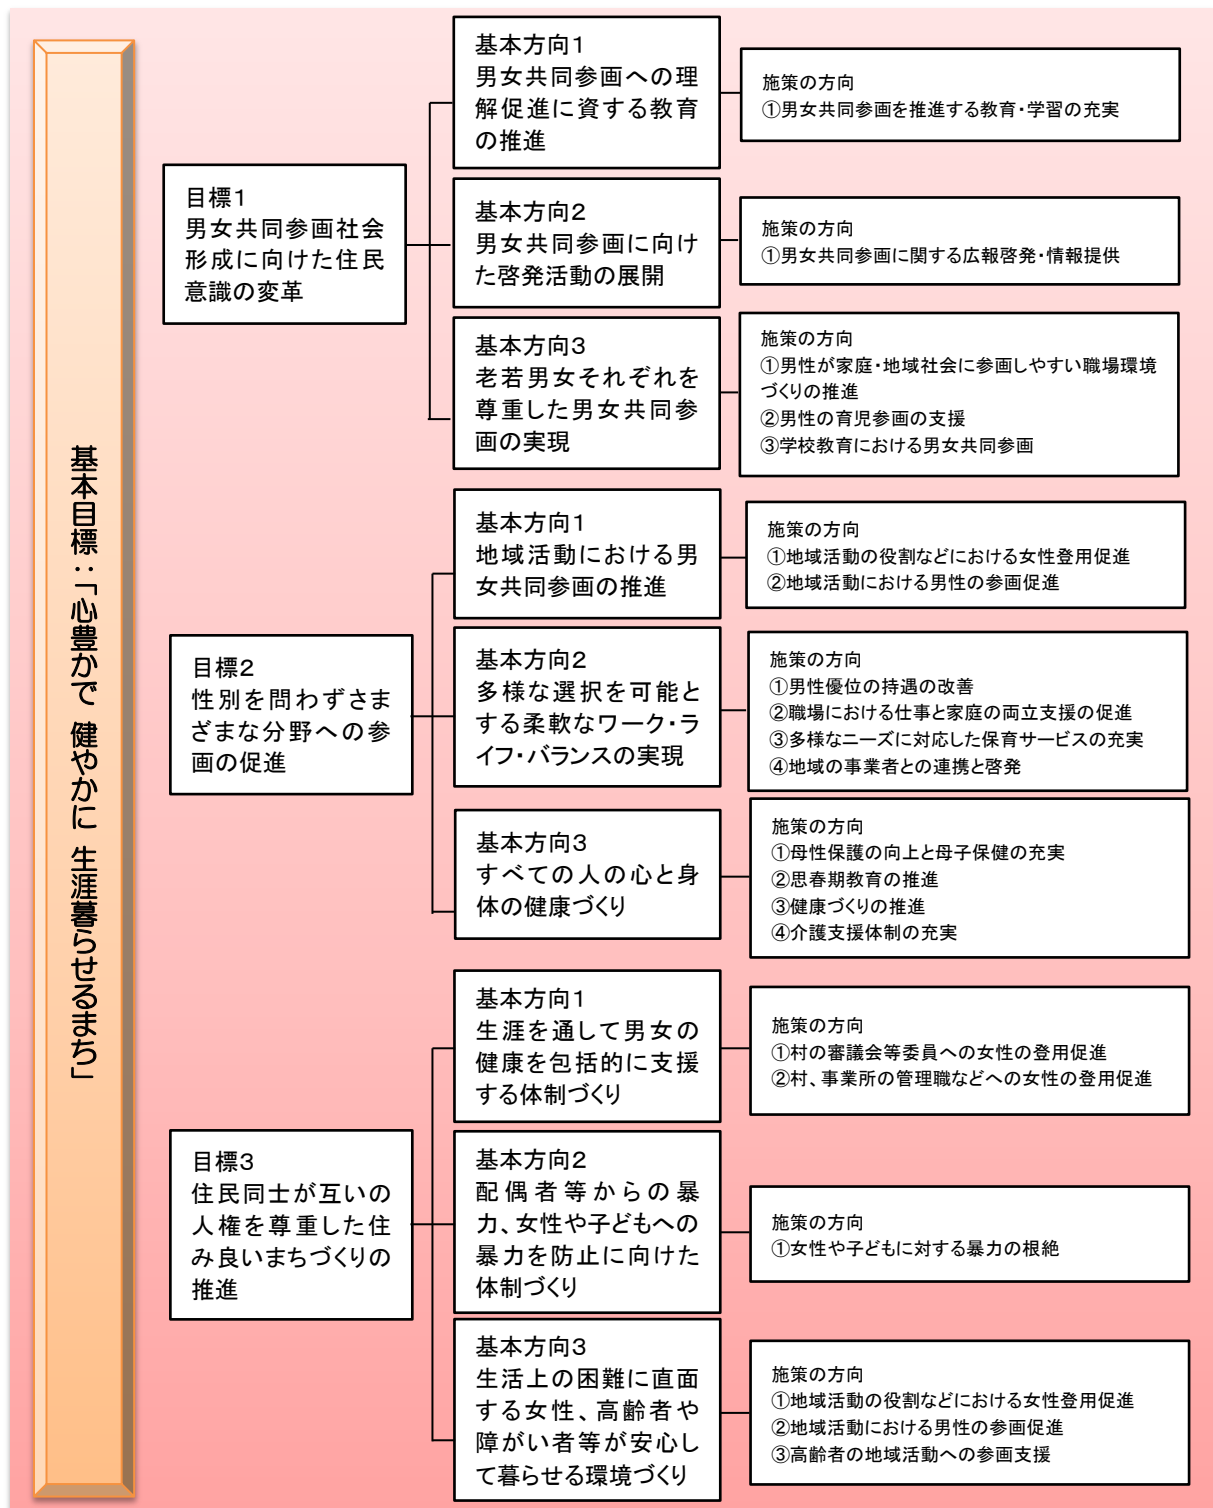 基本目標：「心豊かで 健やかに 生涯暮らせるまち」
目標１
男女共同参画社会
形成に向けた住民
意識の変革
基本方向１
男女共同参画への理
解促進に資する教育
の推進
施策の方向
①男女共同参画を推進する教育・学習の充実
基本方向２
男女共同参画に向け
た啓発活動の展開
施策の方向
①男女共同参画に関する広報啓発・情報提供
基本方向３
老若男女それぞれを
尊重した男女共同参
画の実現
施策の方向
①男性が家庭・地域社会に参画しやすい職場環境
づくりの推進
②男性の育児参画の支援
③学校教育における男女共同参画
目標２
性別を問わずさま
ざまな分野への参
画の促進
基本方向１
地域活動における男
女共同参画の推進
施策の方向
①地域活動の役割などにおける女性登用促進
②地域活動における男性の参画促進
基本方向２
多様な選択を可能と
する柔軟なワーク・ラ
イフ・バランスの実現
施策の方向
①男性優位の待遇の改善
②職場における仕事と家庭の両立支援の促進
③多様なニーズに対応した保育サービスの充実
④地域の事業者との連携と啓発
基本方向３
すべての人の心と身
体の健康づくり
施策の方向
①母性保護の向上と母子保健の充実
②思春期教育の推進
③健康づくりの推進
④介護支援体制の充実
目標３
住民同士が互いの
人権を尊重した住
み良いまちづくりの
推進
基本方向１
生涯を通して男女の
健康を包括的に支援
する体制づくり
施策の方向
①村の審議会等委員への女性の登用促進
②村、事業所の管理職などへの女性の登用促進
基本方向２
配偶者等からの暴
力、女性や子どもへの
暴力を防止に向けた
体制づくり
施策の方向
①女性や子どもに対する暴力の根絶
基本方向３
生活上の困難に直面
する女性、高齢者や
障がい者等が安心し
て暮らせる環境づくり
施策の方向
①地域活動の役割などにおける女性登用促進
②地域活動における男性の参画促進
③高齢者の地域活動への参画支援